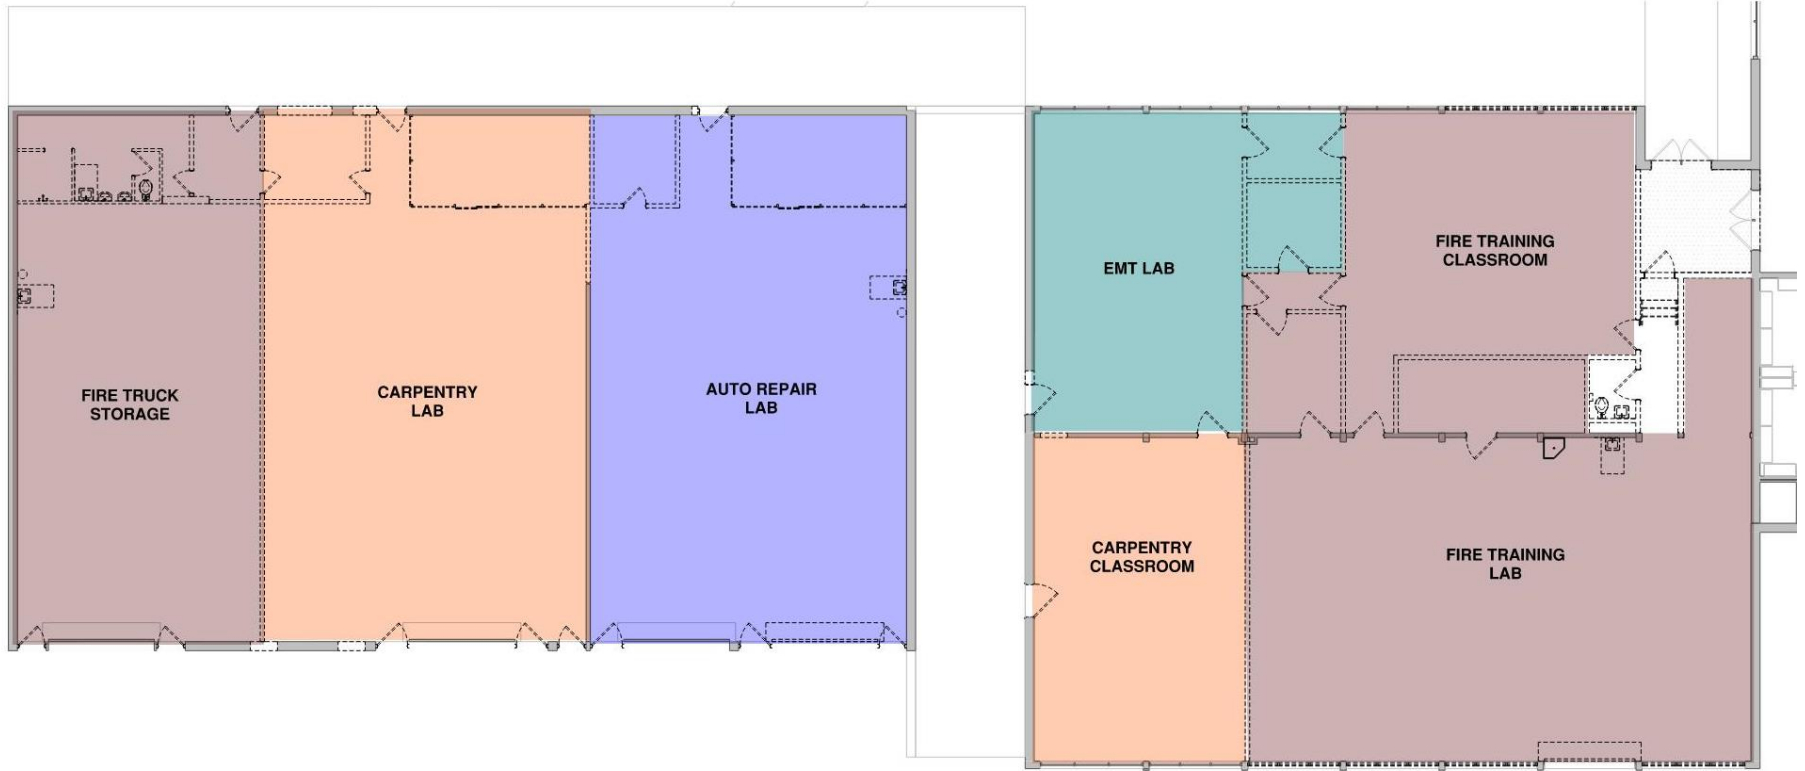 FIRE TRUCK
STORAGE
CARPENTRY
LAB
AUTO REPAIR
LAB
EMT LAB
FIRE TRAINING
CLASSROOM
CARPENTRY
CLASSROOM
FIRE TRAINING
LAB